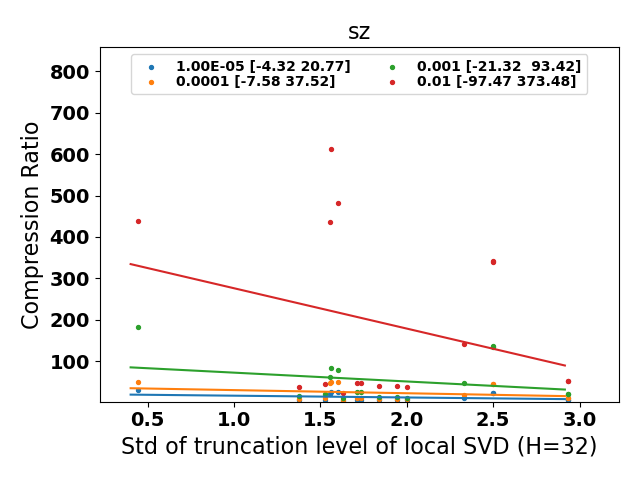 sz
1.00E-05 [-4.32 20.77]
0.0001 [-7.58 37.52]
0.001 [-21.32  93.42]
0.01 [-97.47 373.48]
Compression Ratio
800
700
600
500
400
300
200
100
0.5 1.0 1.5 2.0 2.5 3.0
Std of truncation level of local SVD (H=32)